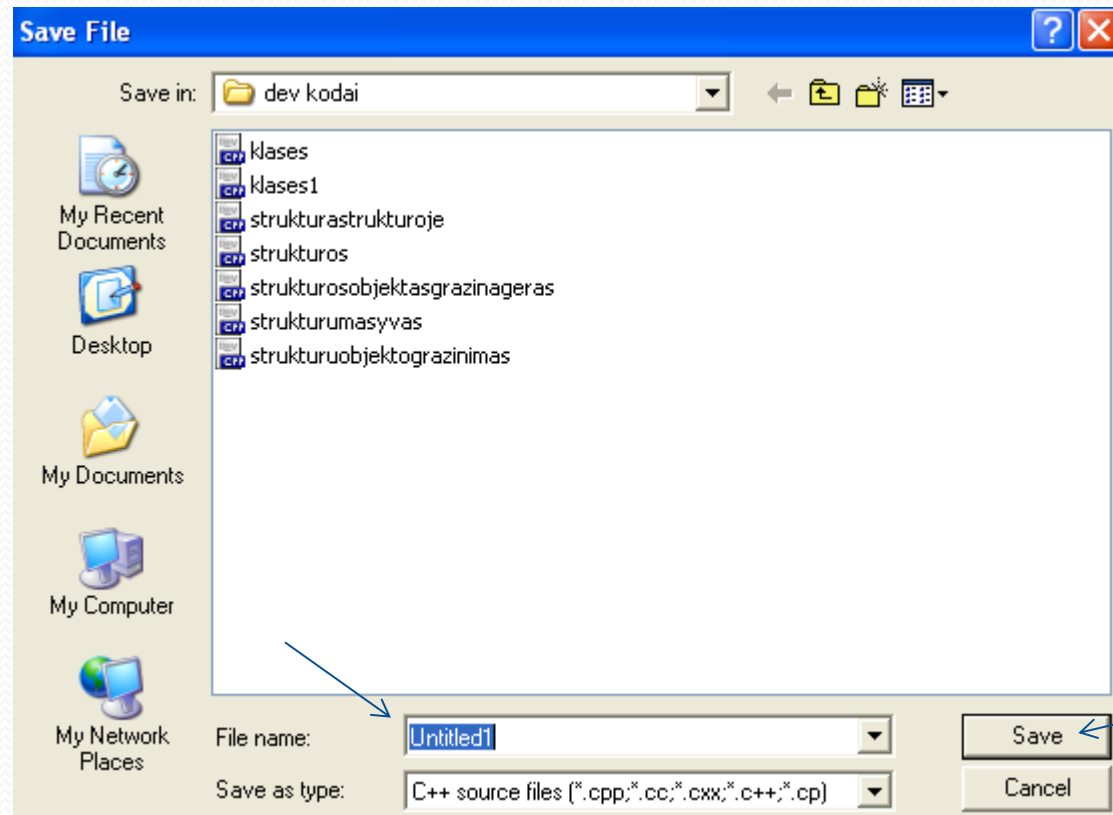 Save File
Save in: dev kodai
klases
klases1
strukturastrukturoje
strukturos
strukturosobjektasgrazinageras
strukturumasyvas
strukturuobjektograzinimas
My Recent
Documents
Desktop
My Documents
My Computer
My Network
Places
File name: Untitled1 Save
Save as type: C++ source files (*.cpp;*.cc;*.cxx;*.c++;*.cp) Cancel